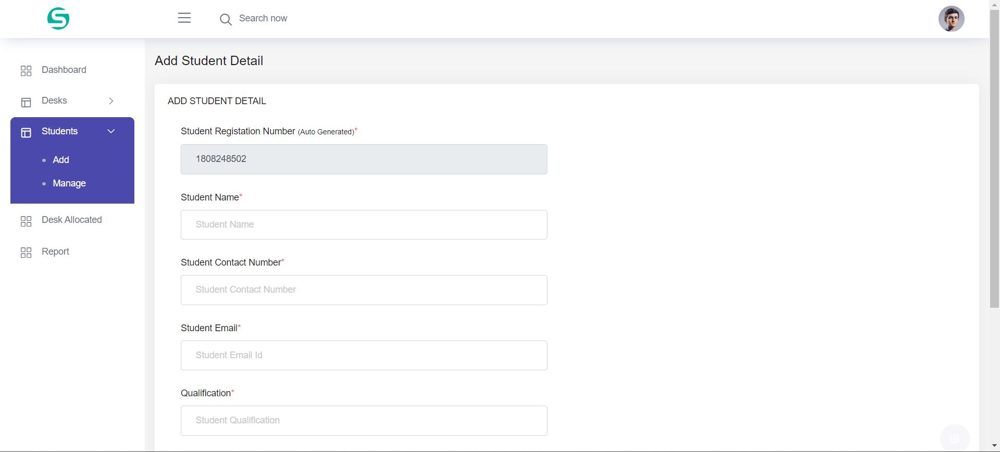 Search now
Dashboard
Desks
Students
Add
Manage
Desk Allocated
Report
Add Student Detail
ADD STUDENT DETAIL
Student Registation Number (Auto Generated)*
1808248502
Student Name*
Student Name
Student Contact Number*
Student Contact Number
Student Email*
Student Email Id
Qualification*
Student Qualification